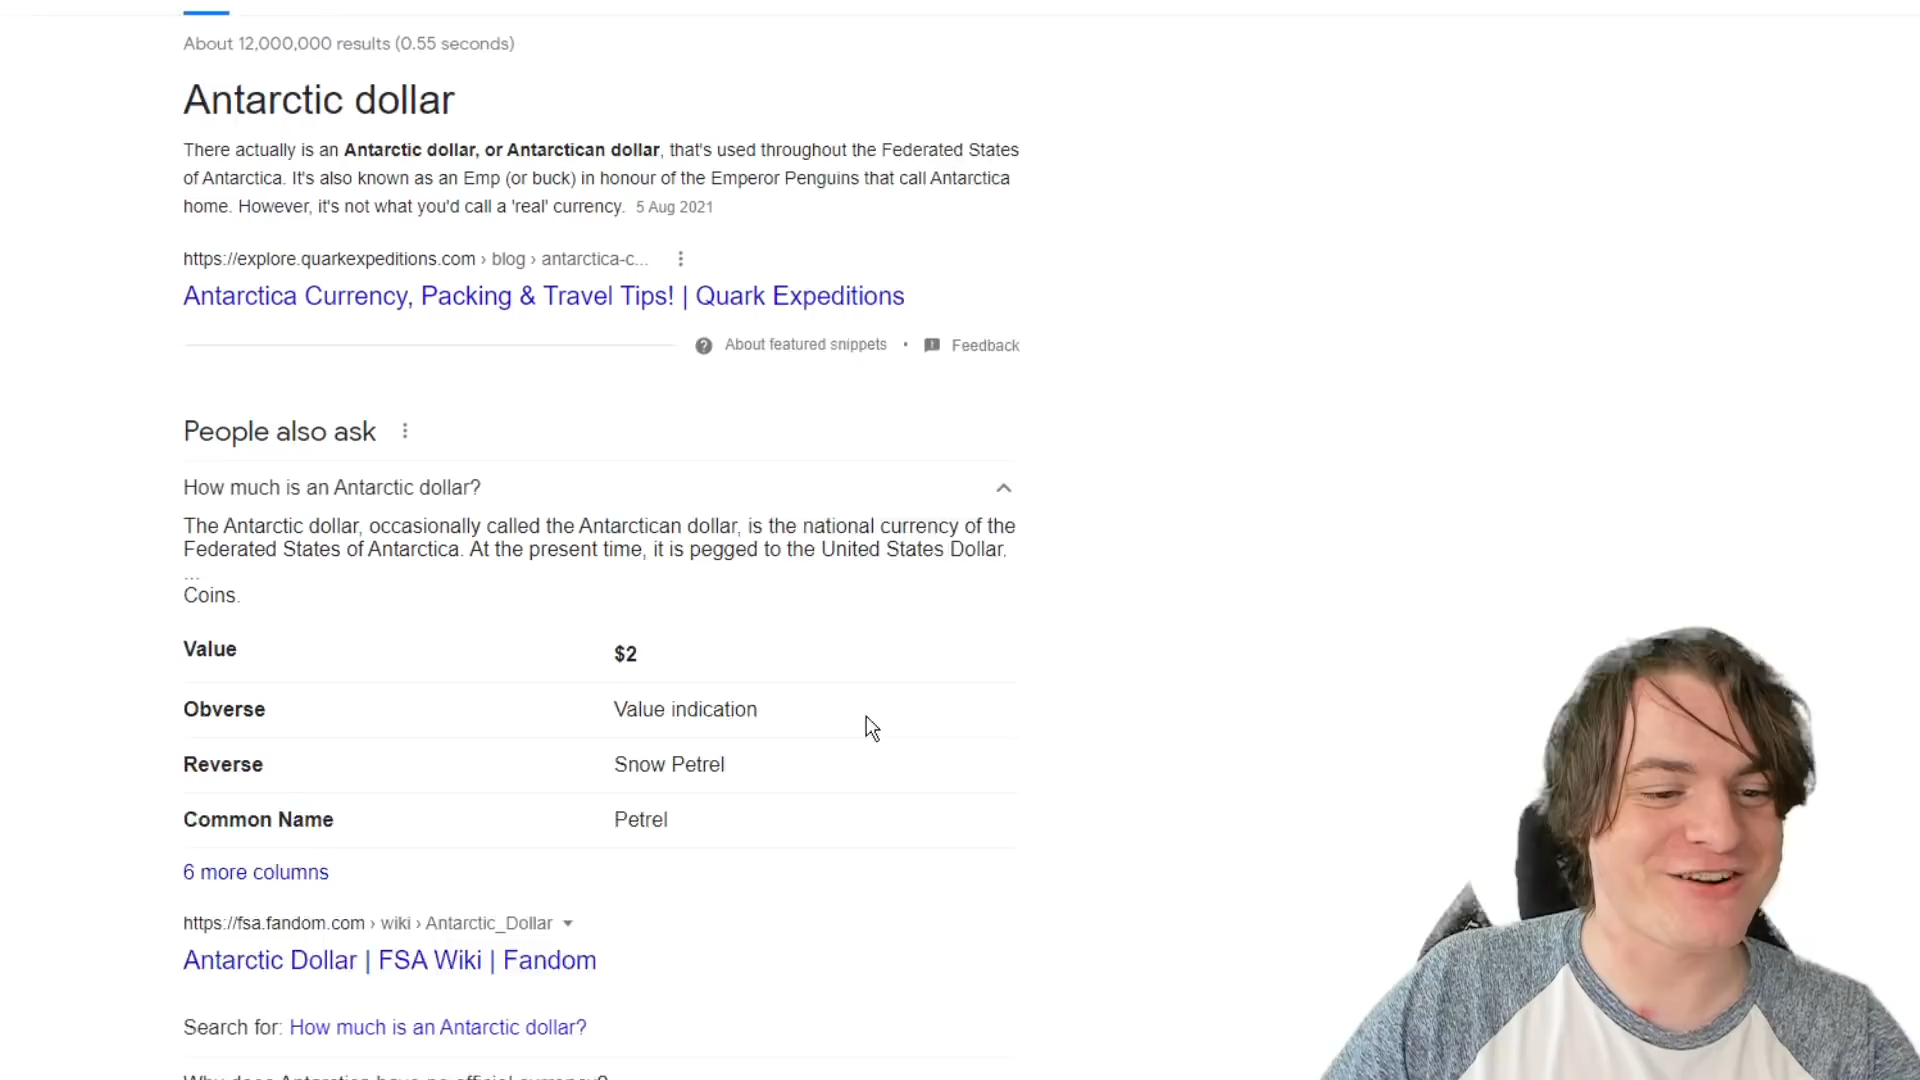 About 12,000,000 results (0.55 seconds)
Antarctic dollar
There actually is an Antarctic dollar, or Antarctican dollar, that's used throughout the Federated States
of Antarctica. It's also known as an Emp (or buck) in honour of the Emperor Penguins that call Antarctica
home. However, it's not what you'd call a 'real' currency. 5 Aug 2021
https://explore.quarkexpeditions.com › blog › antarctica-c...
Antarctica Currency, Packing & Travel Tips! | Quark Expeditions
About featured snippets • Feedback
People also ask
How much is an Antarctic dollar?
The Antarctic dollar, occasionally called the Antarctican dollar, is the national currency of the
Federated States of Antarctica. At the present time, it is pegged to the United States Dollar.
...
Coins.
Value $2
Obverse Value indication
Reverse Snow Petrel
Common Name Petrel
6 more columns
https://fsa.fandom.com › wiki › Antarctic_Dollar
Antarctic Dollar | FSA Wiki | Fandom
Search for: How much is an Antarctic dollar?
Why does Antarctica have no official currency?